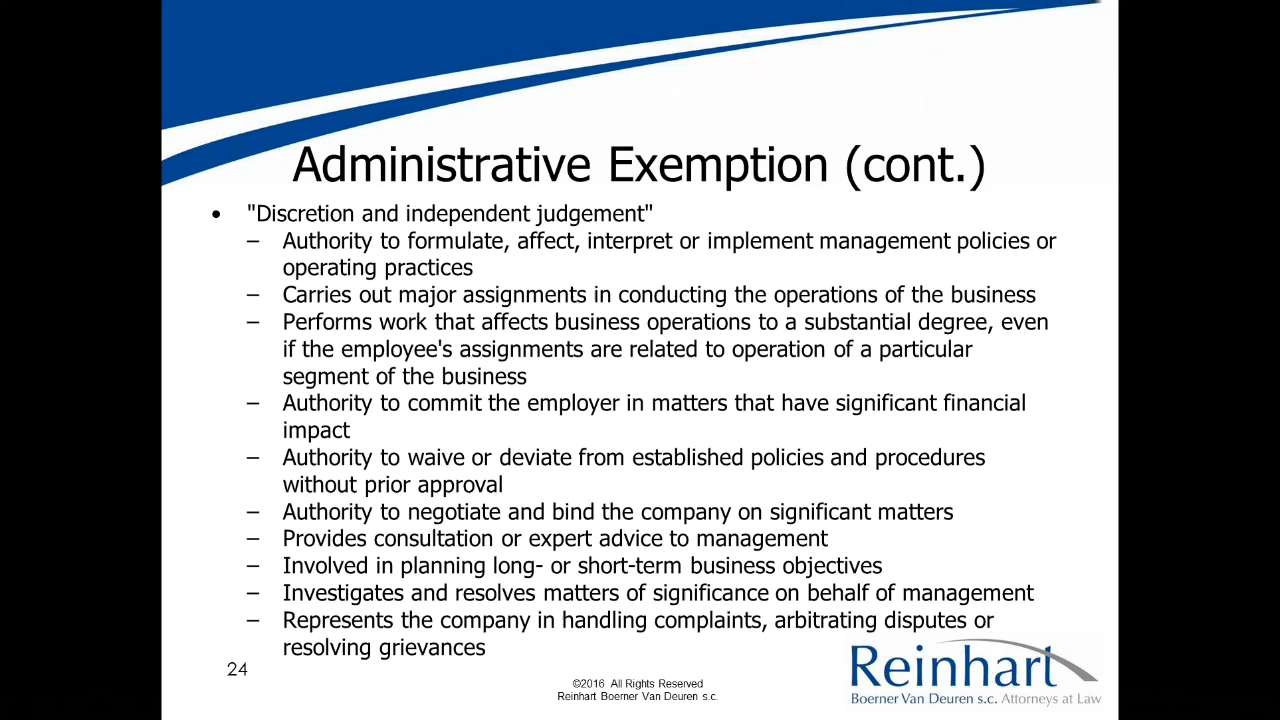 Administrative Exemption (cont.)
• "Discretion and independent judgement"
– Authority to formulate, affect, interpret or implement management policies or
operating practices
– Carries out major assignments in conducting the operations of the business
– Performs work that affects business operations to a substantial degree, even
if the employee's assignments are related to operation of a particular
segment of the business
– Authority to commit the employer in matters that have significant financial
impact
– Authority to waive or deviate from established policies and procedures
without prior approval
– Authority to negotiate and bind the company on significant matters
– Provides consultation or expert advice to management
– Involved in planning long- or short-term business objectives
– Investigates and resolves matters of significance on behalf of management
– Represents the company in handling complaints, arbitrating disputes or
resolving grievances
24
©2016 All Rights Reserved
Reinhart Boerner Van Deuren s.c.
Reinhart
Boerner Van Deuren s.c. Attorneys at Law